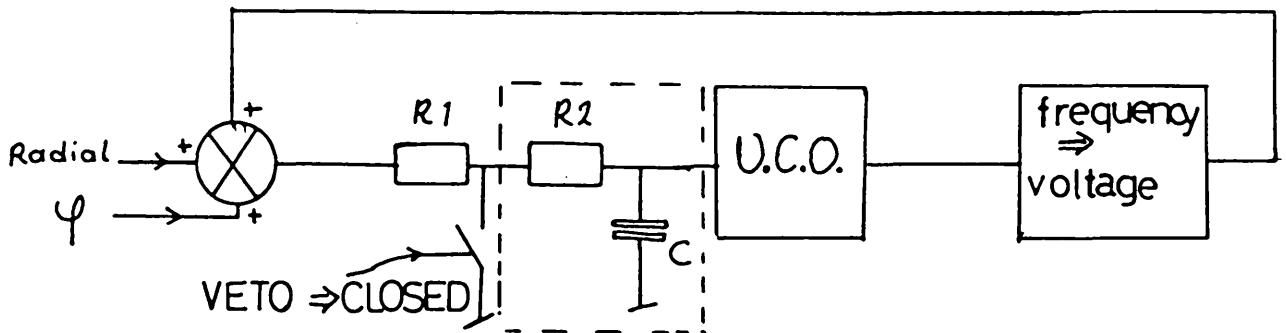 +
Radial +
φ +
R1
R2
C
VETO ⇒ CLOSED
U.C.O.
frequency
⇒
voltage